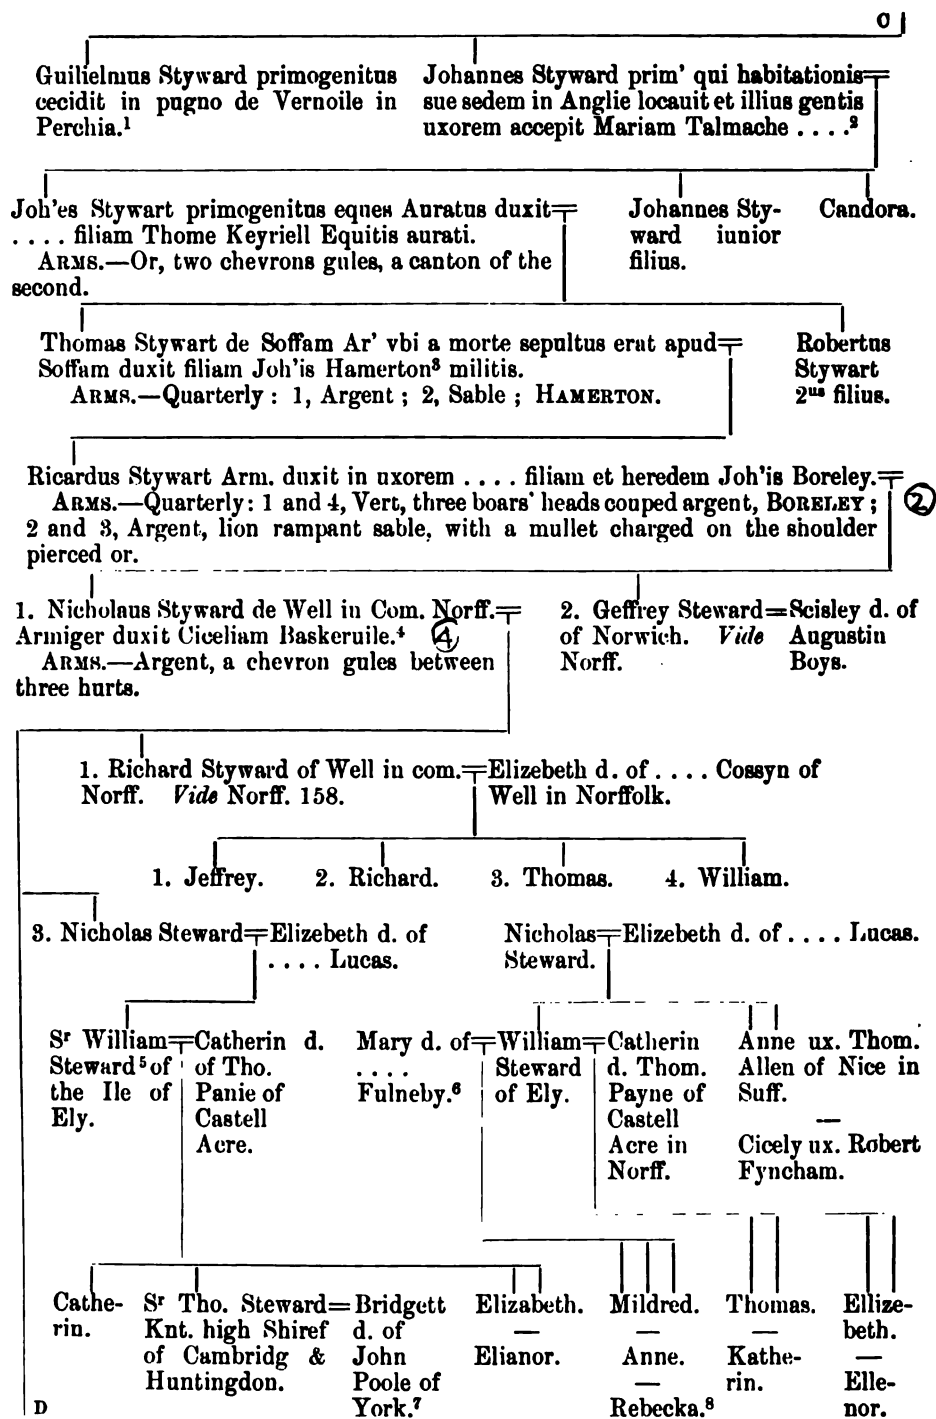 C
Guilielmus Styward primogenitus
cecidit in pugno de Vernoile in
Perchia.¹
Johannes Styward prim' qui habitationis
sue sedem in Anglie locauit et illius gentis
uxorem accepit Mariam Talmache . . . .²
Joh'es Stywart primogenitus eques Auratus duxit
. . . . filiam Thome Keyriell Equitis aurati.
ARMS.—Or, two chevrons gules, a canton of the
second.
Johannes Sty-
ward iunior
filius.
Candora.
Thomas Stywart de Soffam Ar' vbi a morte sepultus erat apud
Soffam duxit filiam Joh'is Hamerton³ militis.
ARMS.—Quarterly : 1, Argent ; 2, Sable ; HAMERTON.
Robertus
Stywart
2ᵘˢ filius.
Ricardus Stywart Arm. duxit in uxorem . . . . filiam et heredem Joh'is Boreley.
ARMS.—Quarterly: 1 and 4, Vert, three boars' heads couped argent, BORELEY ;
2 and 3, Argent, lion rampant sable, with a mullet charged on the shoulder
pierced or.
2
1. Nicholaus Styward de Well in Com. Norff.
Armiger duxit Ciceliam Baskeruile.⁴ 4
ARMS.—Argent, a chevron gules between
three hurts.
2. Geffrey Steward=Scisley d. of
of Norwich. Vide Augustin
Norff. Boys.
1. Richard Styward of Well in com.=Elizebeth d. of . . . . Cossyn of
Norff. Vide Norff. 158. Well in Norffolk.
1. Jeffrey. 2. Richard. 3. Thomas. 4. William.
3. Nicholas Steward=Elizebeth d. of
. . . . Lucas.
Nicholas=Elizebeth d. of . . . . Lucas.
Steward.
Sʳ William=Catherin d.
Steward⁵ of of Tho.
the Ile of Panie of
Ely. Castell
Acre.
Mary d. of=William=Catherin
. . . . Steward d. Thom.
Fulneby.⁶ of Ely. Payne of
Castell
Acre in
Norff.
Anne ux. Thom.
Allen of Nice in
Suff.
—
Cicely ux. Robert
Fyncham.
Cathe-
rin.
Sʳ Tho. Steward=Bridgett
Knt. high Shiref d. of
of Cambridg & John
Huntingdon. Poole of
York.⁷
Elizabeth.
—
Elianor.
Mildred.
—
Anne.
—
Rebecka.⁸
Thomas.
—
Kathe-
rin.
Ellize-
beth.
—
Elle-
nor.
D